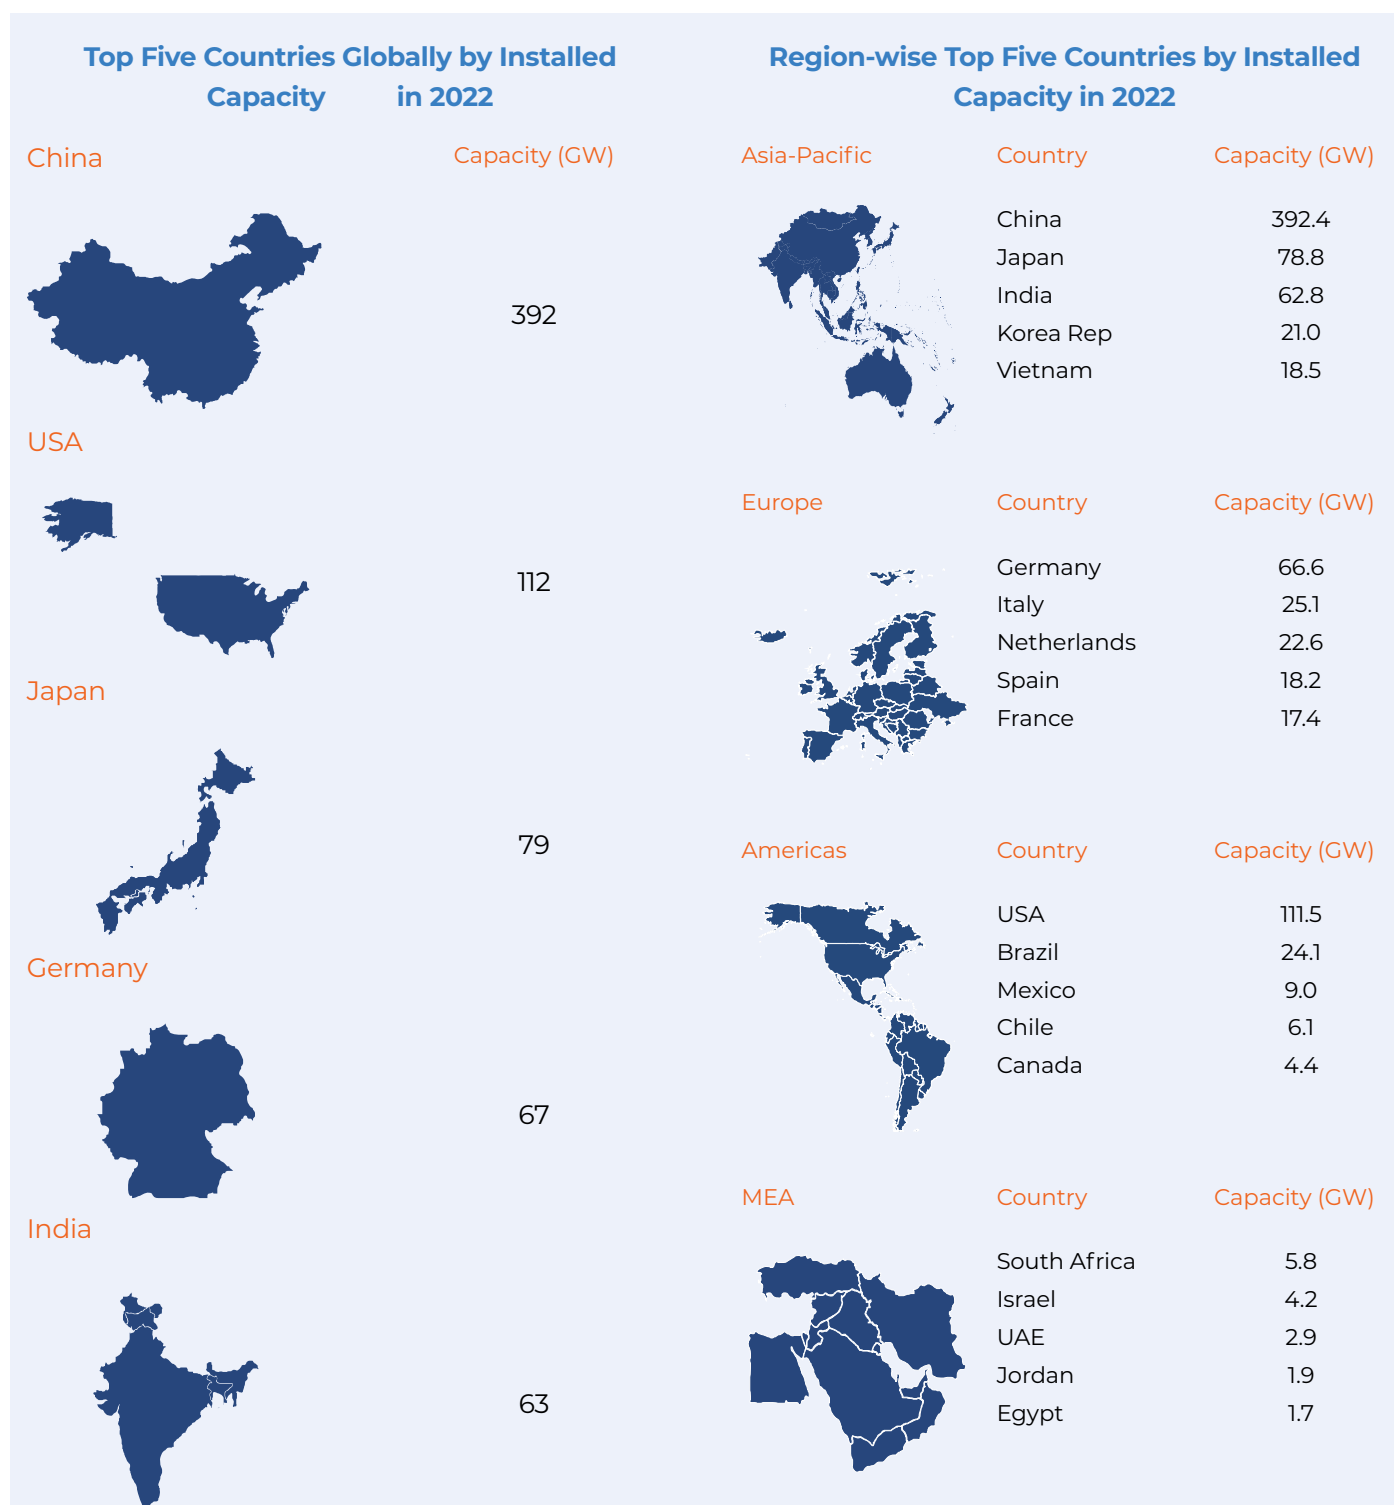 Top Five Countries Globally by Installed
Capacity in 2022
China
Capacity (GW)
392
USA
112
Japan
79
Germany
67
India
63
Region-wise Top Five Countries by Installed
Capacity in 2022
Asia-Pacific Country Capacity (GW)
China 392.4
Japan 78.8
India 62.8
Korea Rep 21.0
Vietnam 18.5
Europe Country Capacity (GW)
Germany 66.6
Italy 25.1
Netherlands 22.6
Spain 18.2
France 17.4
Americas Country Capacity (GW)
USA 111.5
Brazil 24.1
Mexico 9.0
Chile 6.1
Canada 4.4
MEA Country Capacity (GW)
South Africa 5.8
Israel 4.2
UAE 2.9
Jordan 1.9
Egypt 1.7